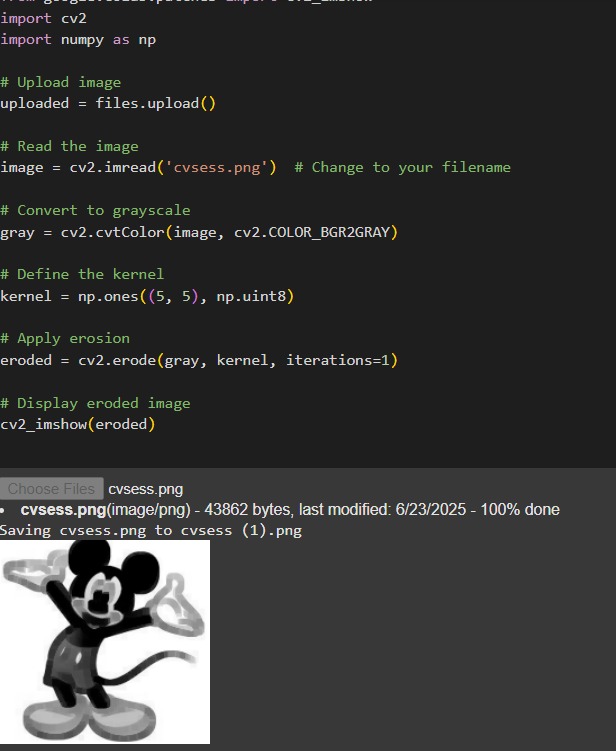 import cv2
import numpy as np
# Upload image
uploaded = files.upload()
# Read the image
image = cv2.imread('cvsess.png')  # Change to your filename
# Convert to grayscale
gray = cv2.cvtColor(image, cv2.COLOR_BGR2GRAY)
# Define the kernel
kernel = np.ones((5, 5), np.uint8)
# Apply erosion
eroded = cv2.erode(gray, kernel, iterations=1)
# Display eroded image
cv2_imshow(eroded)
Choose Files cvsess.png
• cvsess.png(image/png) - 43862 bytes, last modified: 6/23/2025 - 100% done
Saving cvsess.png to cvsess (1).png